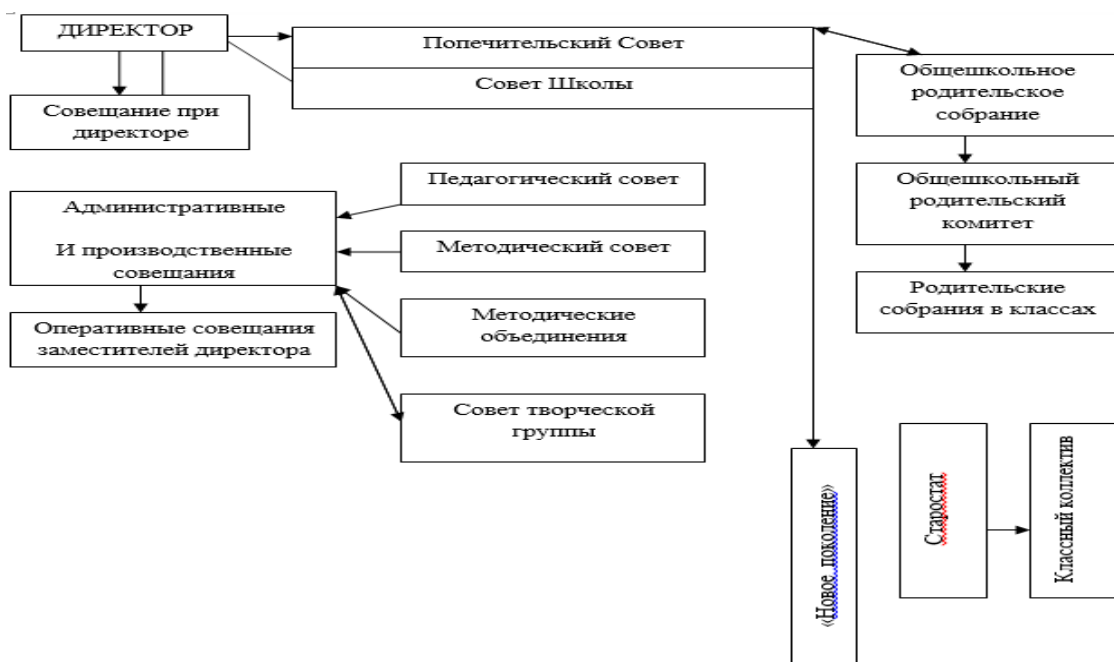 ДИРЕКТОР
Попечительский Совет
Совет Школы
Общешкольное
родительское
собрание
Совещание при
директоре
Педагогический совет
Общешкольный
родительский
комитет
Административные
И производственные
совещания
Методический совет
Родительские
собрания в классах
Методические
объединения
Оперативные совещания
заместителей директора
Совет творческой
группы
«Новое поколение»
Старостат
Классный коллектив